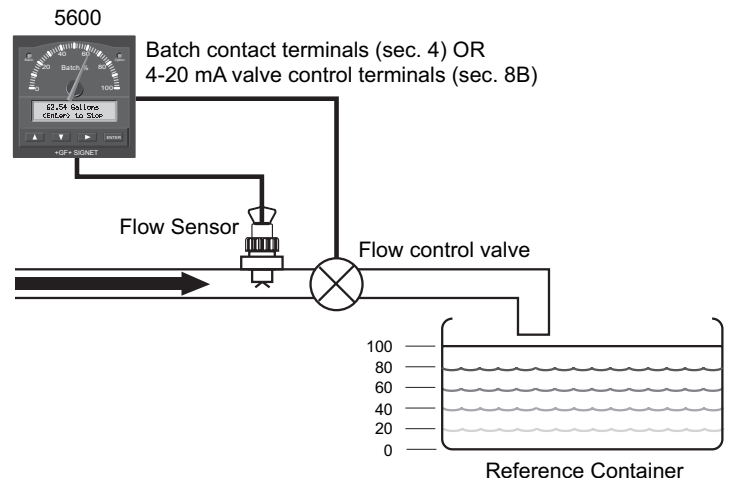 5600
Batch contact terminals (sec. 4) OR
4-20 mA valve control terminals (sec. 8B)
0 20 40 60 80 100
Batch %
62.54 Gallons
<Enter> to Stop
ENTER
+GF+ SIGNET
Flow Sensor
Flow control valve
100
80
60
40
20
0
Reference Container